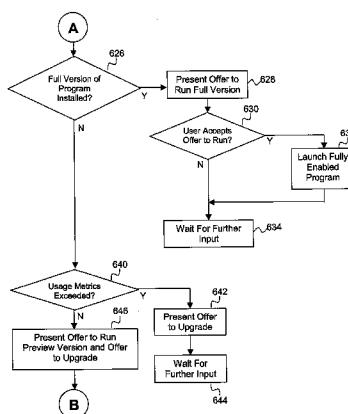 A
626
Full Version of
Program
Installed?
Y
N
Present Offer to
Run Full Version
628
630
User Accepts
Offer to Run?
Y
N
Launch Fully
Enabled
Program
Wait For Further
Input
634
640
Usage Metrics
Exceeded?
Y
N
642
Present Offer
to Upgrade
646
Present Offer to Run
Preview Version and Offer
to Upgrade
Wait For
Further Input
644
B